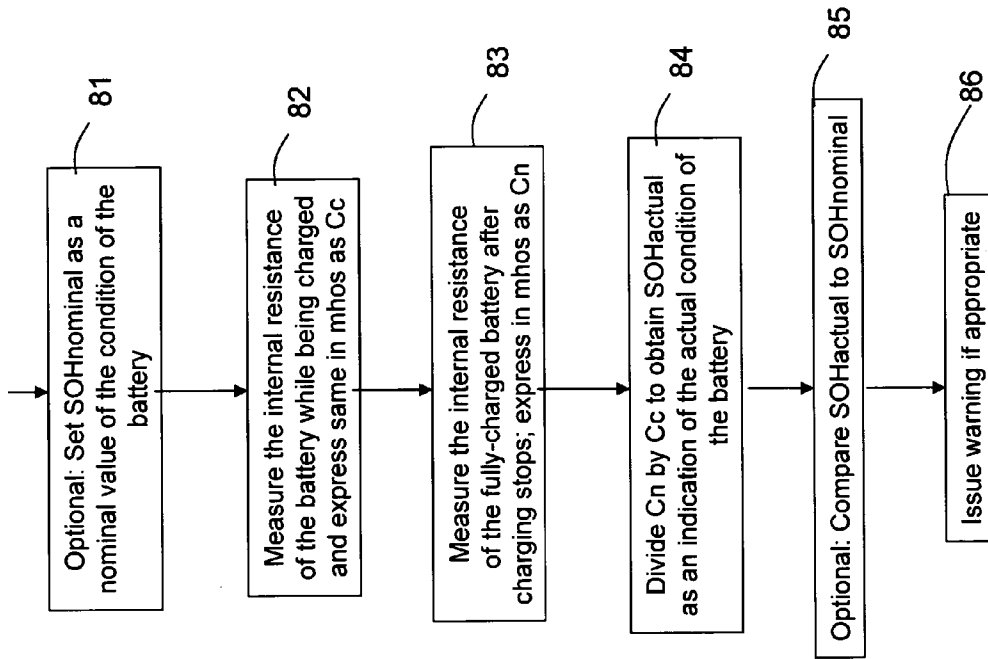 81
Optional: Set SOHnominal as a
nominal value of the condition of the
battery
82
Measure the internal resistance
of the battery while being charged
and express same in mhos as Cc
83
Measure the internal resistance
of the fully-charged battery after
charging stops; express in mhos as Cn
84
Divide Cn by Cc to obtain SOHactual
as an indication of the actual condition of
the battery
85
Optional: Compare SOHactual to SOHnominal
86
Issue warning if appropriate